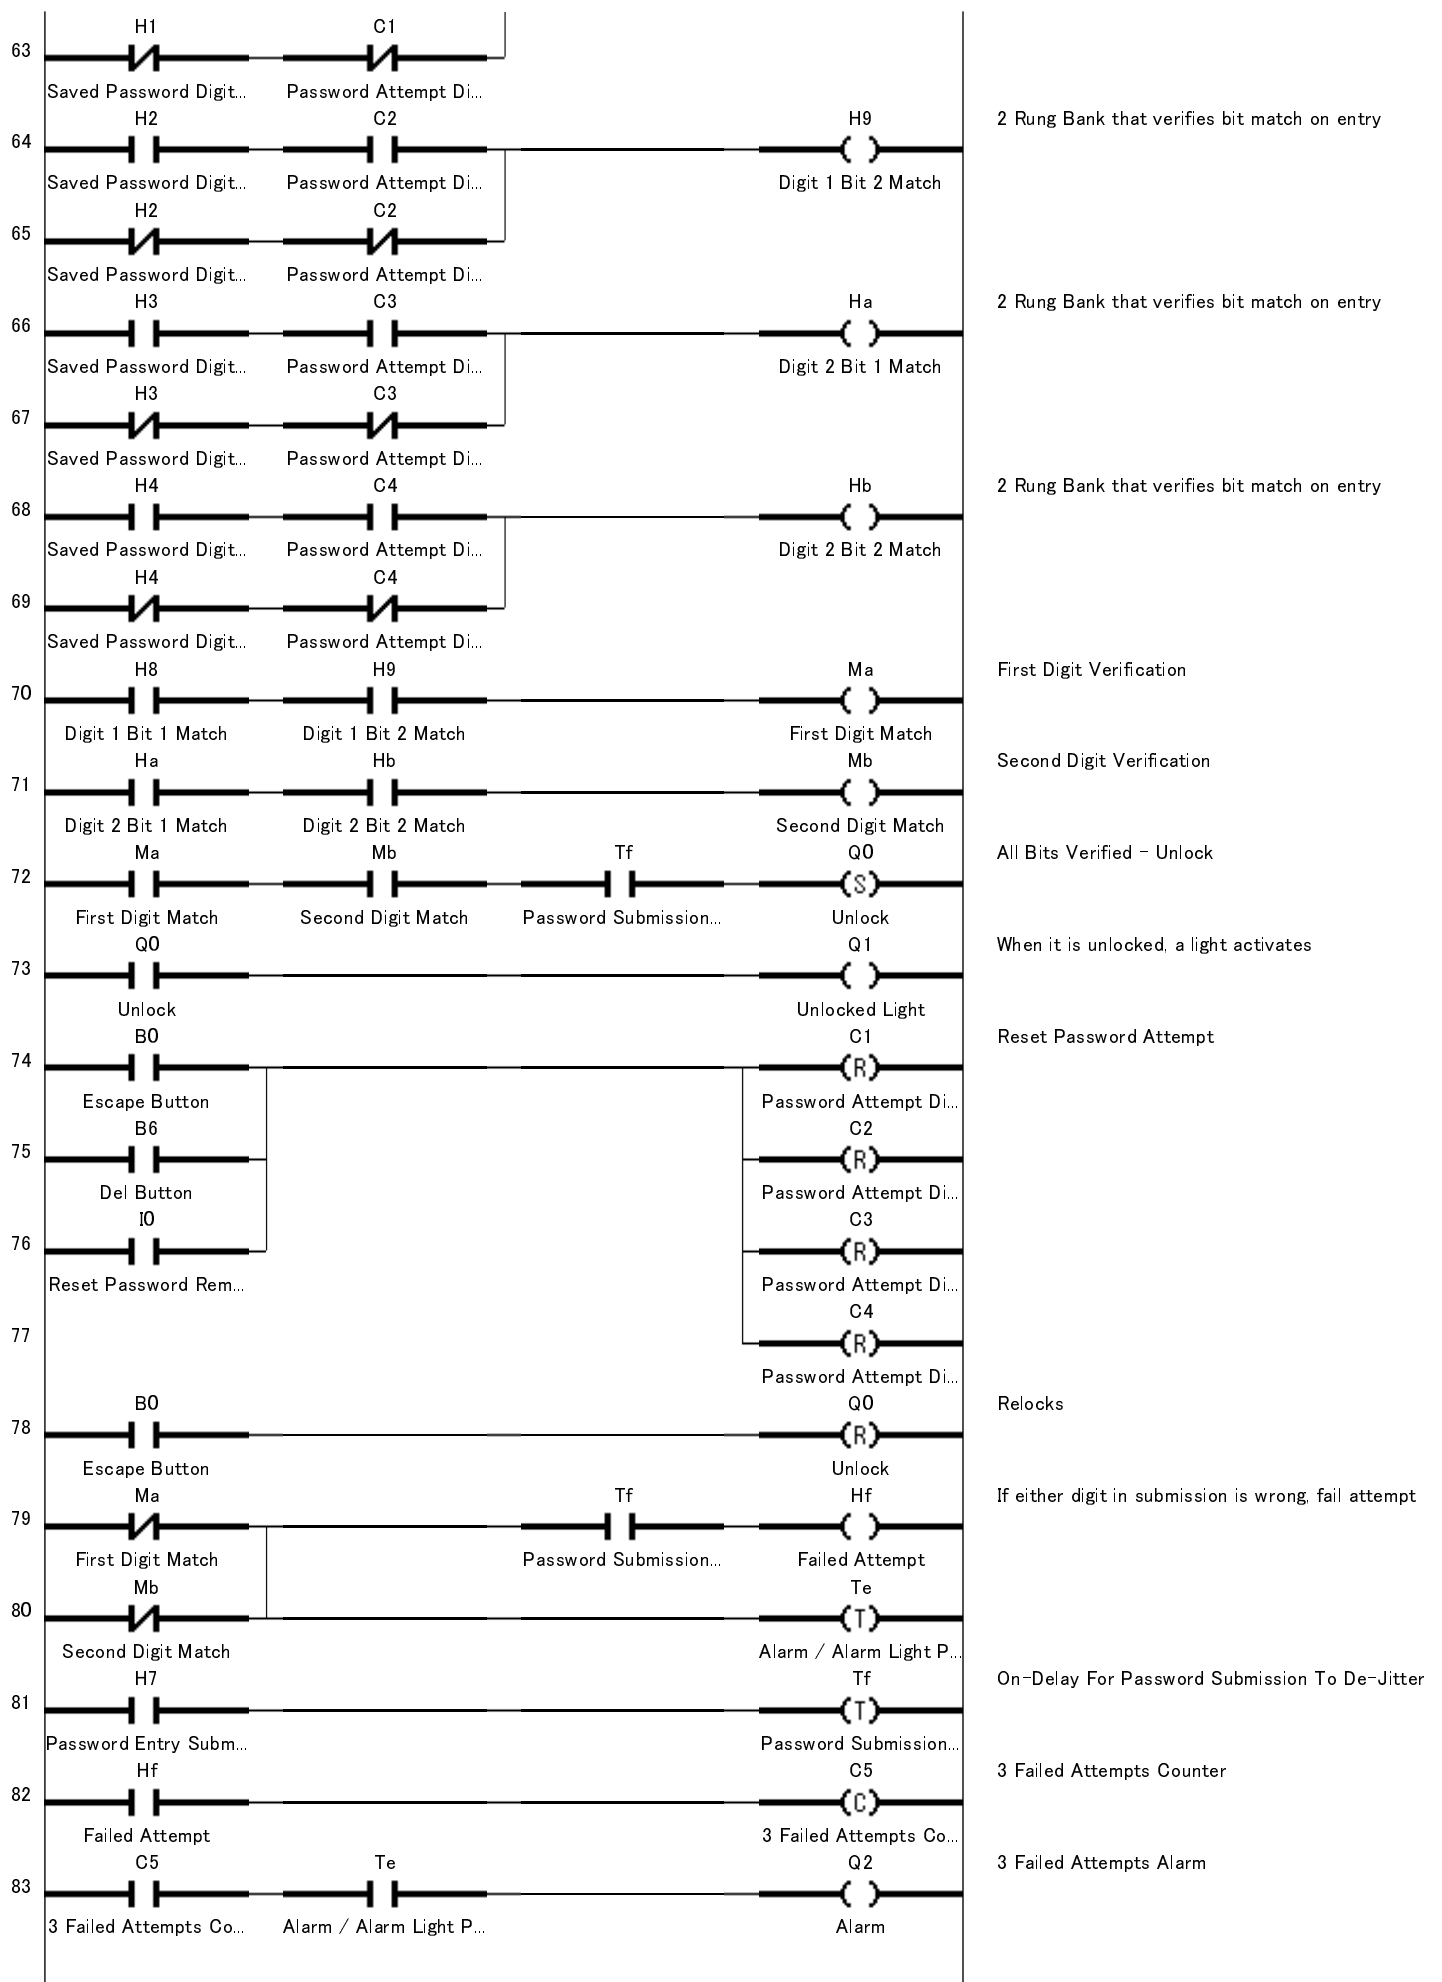 H1 C1
63
Saved Password Digit... Password Attempt Di...
H2 C2 H9 2 Rung Bank that verifies bit match on entry
64
Saved Password Digit... Password Attempt Di... Digit 1 Bit 2 Match
H2 C2
65
Saved Password Digit... Password Attempt Di...
H3 C3 Ha 2 Rung Bank that verifies bit match on entry
66
Saved Password Digit... Password Attempt Di... Digit 2 Bit 1 Match
H3 C3
67
Saved Password Digit... Password Attempt Di...
H4 C4 Hb 2 Rung Bank that verifies bit match on entry
68
Saved Password Digit... Password Attempt Di... Digit 2 Bit 2 Match
H4 C4
69
Saved Password Digit... Password Attempt Di...
H8 H9 Ma First Digit Verification
70
Digit 1 Bit 1 Match Digit 1 Bit 2 Match First Digit Match
Ha Hb Mb Second Digit Verification
71
Digit 2 Bit 1 Match Digit 2 Bit 2 Match Second Digit Match
Ma Mb Tf Q0 All Bits Verified - Unlock
72 S
First Digit Match Second Digit Match Password Submission... Unlock
Q0 Q1 When it is unlocked, a light activates
73
Unlock Unlocked Light
B0 C1 Reset Password Attempt
74 R
Escape Button Password Attempt Di...
B6 C2
75 R
Del Button Password Attempt Di...
I0 C3
76 R
Reset Password Rem... Password Attempt Di...
C4
77 R
Password Attempt Di...
B0 Q0 Relocks
78 R
Escape Button Unlock
Ma Tf Hf If either digit in submission is wrong, fail attempt
79
First Digit Match Password Submission... Failed Attempt
Mb Te
80 T
Second Digit Match Alarm / Alarm Light P...
H7 Tf On-Delay For Password Submission To De-Jitter
81 T
Password Entry Subm... Password Submission...
Hf C5 3 Failed Attempts Counter
82 C
Failed Attempt 3 Failed Attempts Co...
C5 Te Q2 3 Failed Attempts Alarm
83
3 Failed Attempts Co... Alarm / Alarm Light P... Alarm